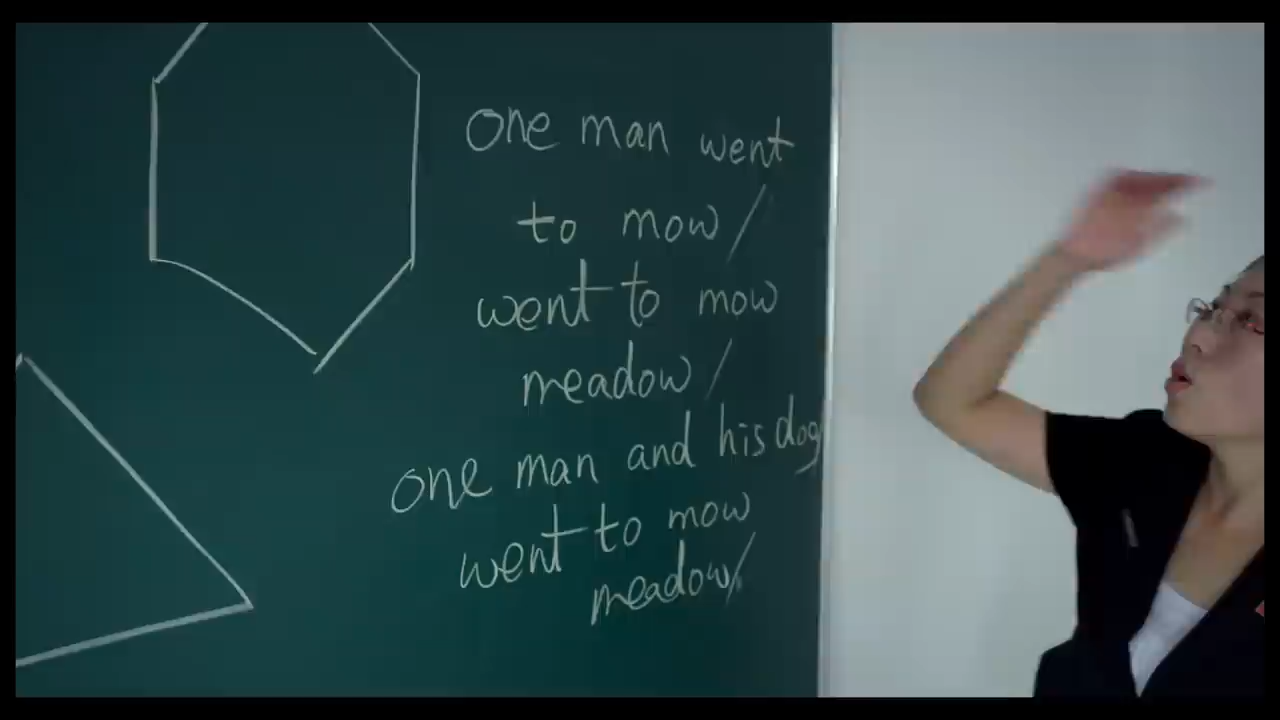 one man went
to mow/
went to mow
meadow/
one man and his dog
went to mow
meadow/